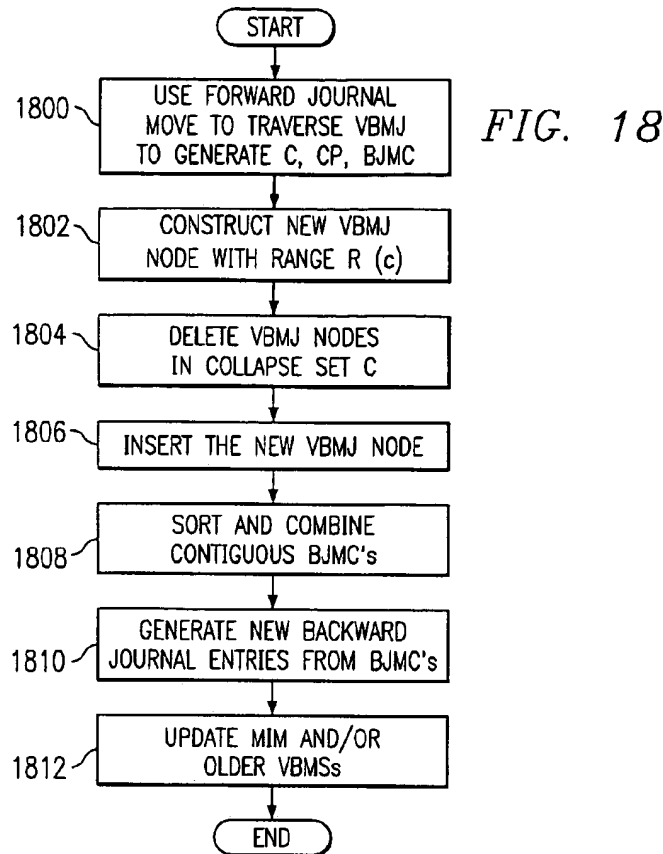 START
1800
USE FORWARD JOURNAL
MOVE TO TRAVERSE VBMJ
TO GENERATE C, CP, BJMC
FIG. 18
1802
CONSTRUCT NEW VBMJ
NODE WITH RANGE R (c)
1804
DELETE VBMJ NODES
IN COLLAPSE SET C
1806
INSERT THE NEW VBMJ NODE
1808
SORT AND COMBINE
CONTIGUOUS BJMC's
1810
GENERATE NEW BACKWARD
JOURNAL ENTRIES FROM BJMC's
1812
UPDATE MIM AND/OR
OLDER VBMSs
END